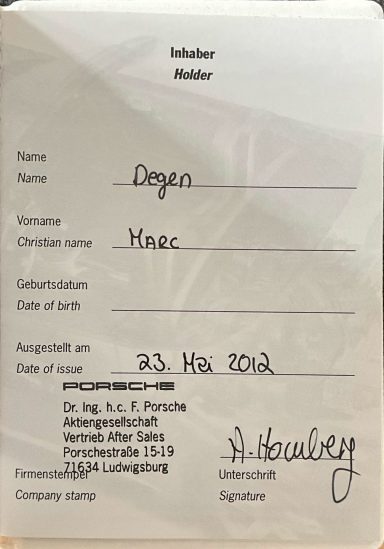 Inhaber
Holder
Name
Name Degen
Vorname
Christian name Marc
Geburtsdatum
Date of birth
Ausgestellt am
Date of issue 23. Mei 2012
PORSCHE
Dr. Ing. h.c. F. Porsche
Aktiengesellschaft
Vertrieb After Sales
Porschestraße 15-19
71634 Ludwigsburg
Firmenstempel Unterschrift
Company stamp Signature